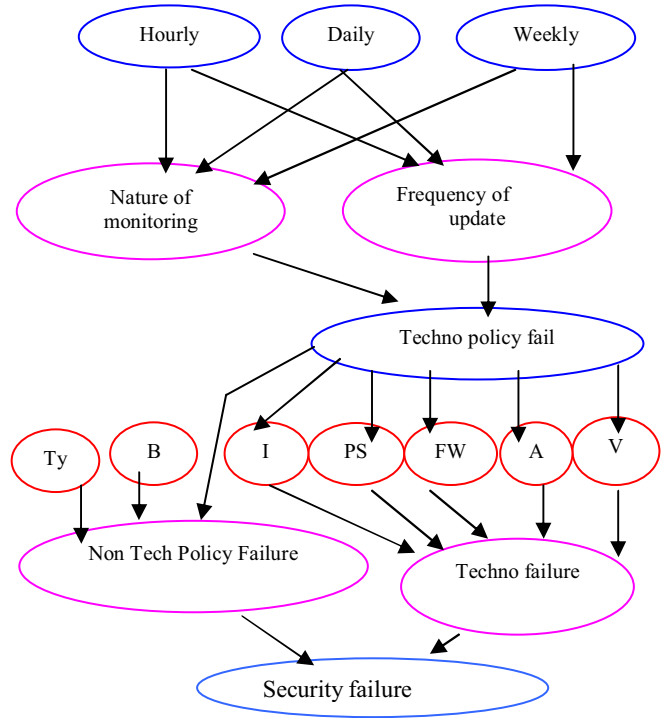 Hourly
Daily
Weekly
Nature of
monitoring
Frequency of
update
Techno policy fail
Ty
B
I
PS
FW
A
V
Non Tech Policy Failure
Techno failure
Security failure